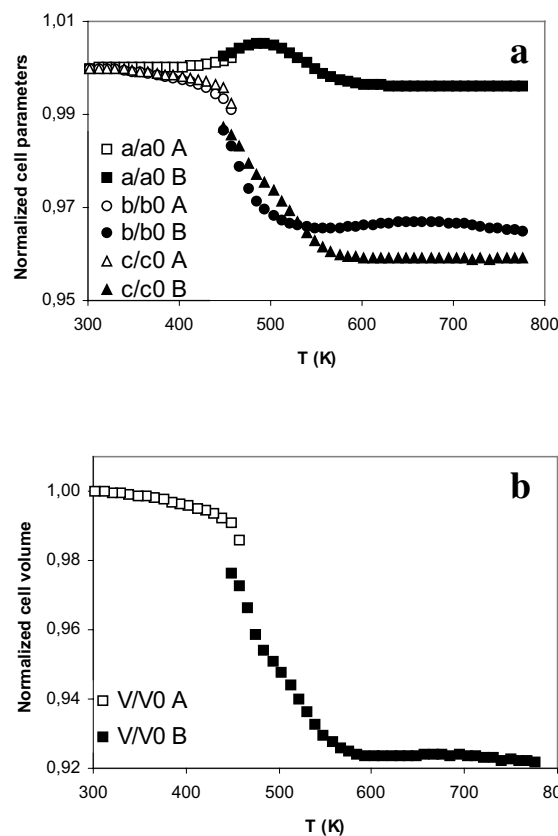 1,01
a
0,99
0,97
0,95
Normalized cell parameters
a/a0 A
a/a0 B
b/b0 A
b/b0 B
c/c0 A
c/c0 B
300 400 500 600 700 800
T (K)
b
1,00
0,98
0,96
0,94
0,92
Normalized cell volume
V/V0 A
V/V0 B
300 400 500 600 700 80
T (K)